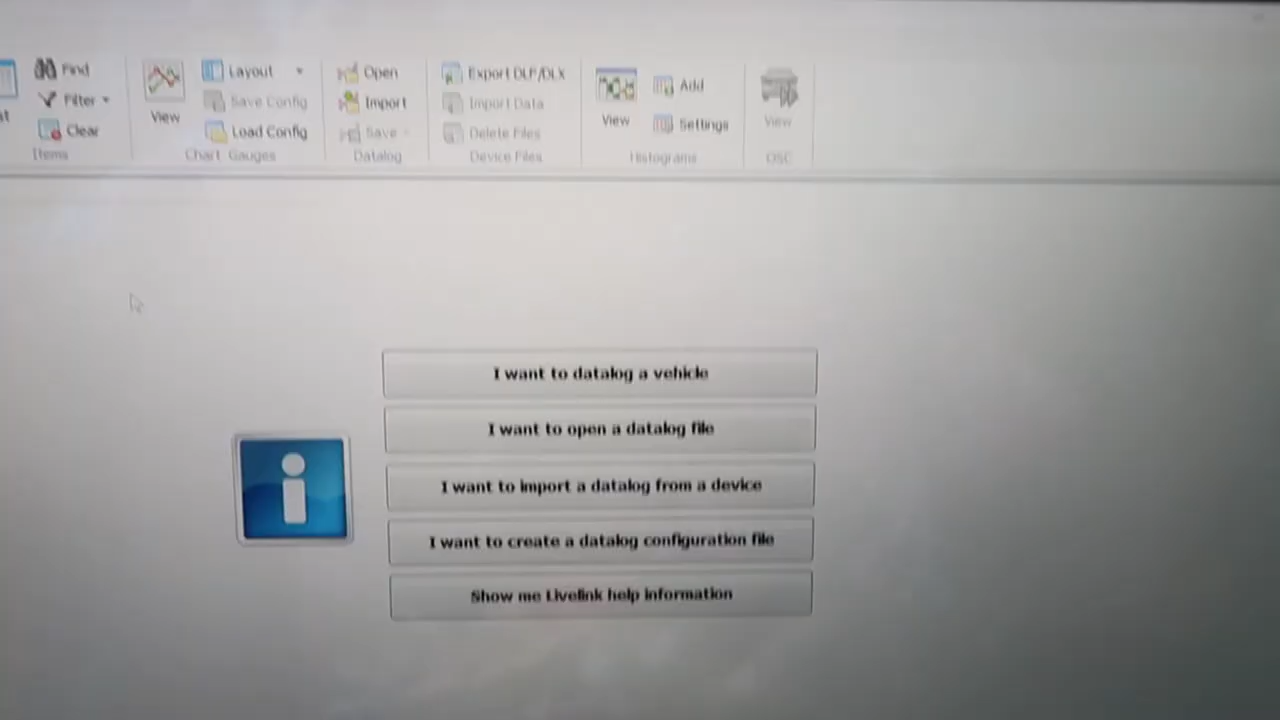 Find
Filter
Clear
Items
View
Layout
Save Config
Load Config
Chart Gauges
Open
Import
Save
Datalog
Export DLF/DLX
Import Data
Delete Files
Device Files
View
Add
Settings
Histograms
View
OSC
I want to datalog a vehicle
I want to open a datalog file
I want to import a datalog from a device
I want to create a datalog configuration file
Show me Livelink help information